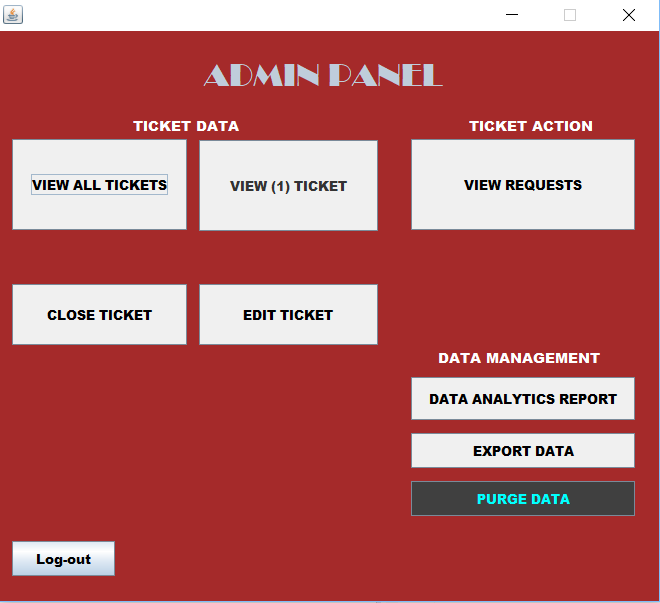 ADMIN PANEL
TICKET DATA
TICKET ACTION
VIEW ALL TICKETS
VIEW (1) TICKET
VIEW REQUESTS
CLOSE TICKET
EDIT TICKET
DATA MANAGEMENT
DATA ANALYTICS REPORT
EXPORT DATA
PURGE DATA
Log-out